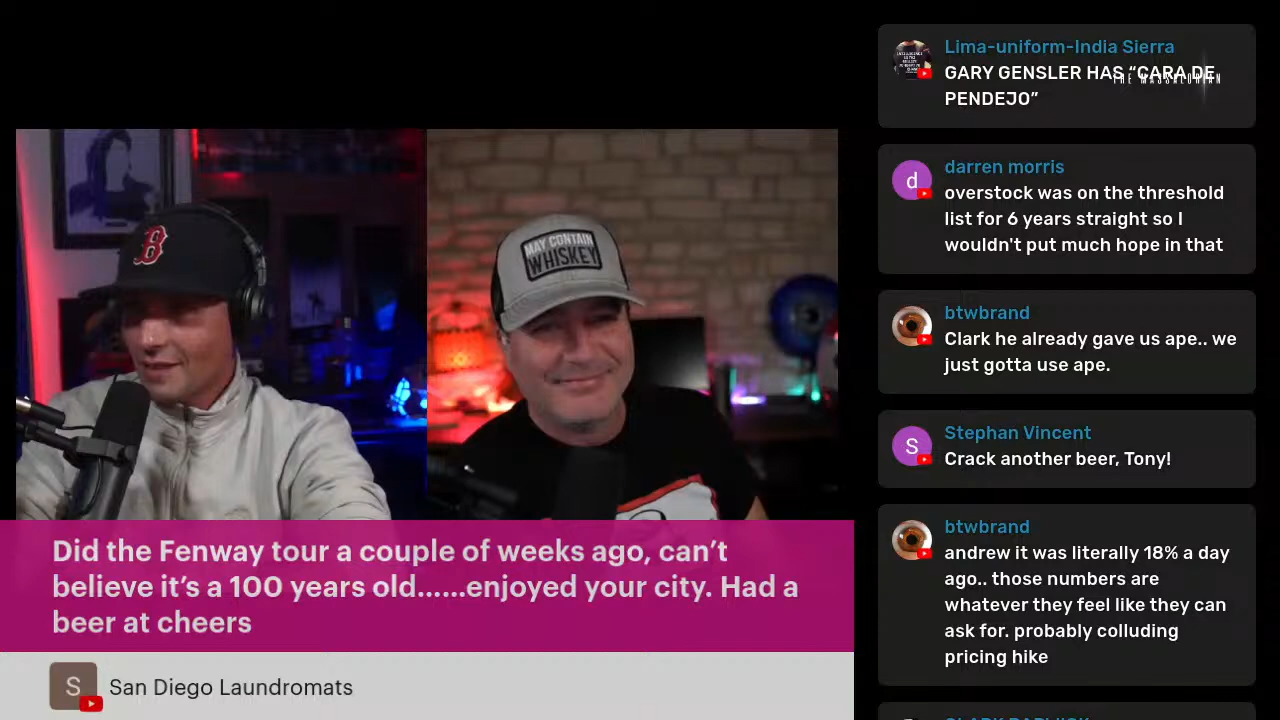 B
MAY CONTAIN
WHISKEY
Did the Fenway tour a couple of weeks ago, can’t
believe it’s a 100 years old......enjoyed your city. Had a
beer at cheers
S
San Diego Laundromats
Lima-uniform-India Sierra
GARY GENSLER HAS “CARA DE
PENDEJO”
d
darren morris
overstock was on the threshold
list for 6 years straight so I
wouldn't put much hope in that
btwbrand
Clark he already gave us ape.. we
just gotta use ape.
S
Stephan Vincent
Crack another beer, Tony!
btwbrand
andrew it was literally 18% a day
ago.. those numbers are
whatever they feel like they can
ask for. probably colluding
pricing hike